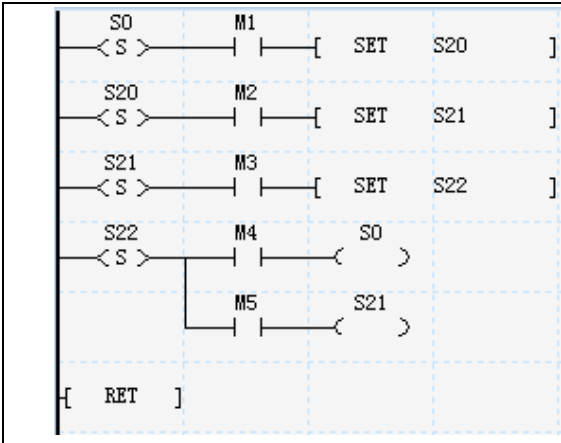 S0 M1
S SET S20
S20 M2
S SET S21
S21 M3
S SET S22
S22 M4 S0
S
M5 S21
RET